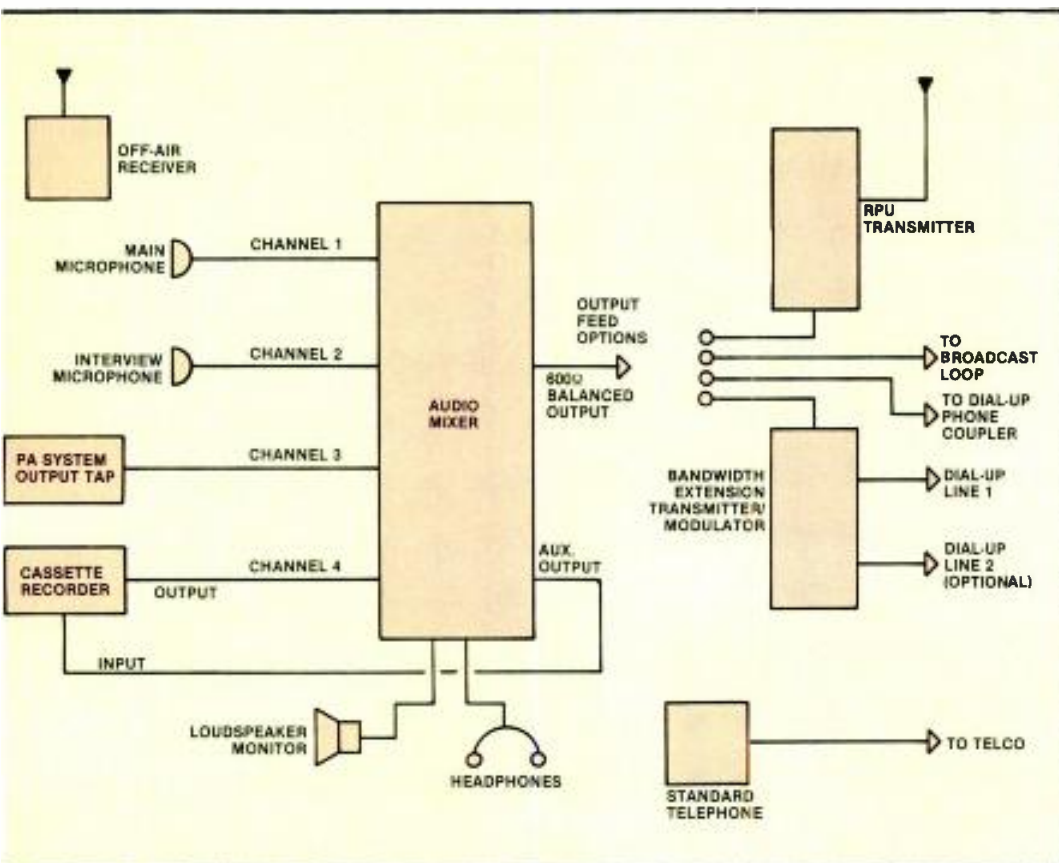 OFF-AIR
RECEIVER
MAIN
MICROPHONE
CHANNEL 1
INTERVIEW
MICROPHONE
CHANNEL 2
PA SYSTEM
OUTPUT TAP
CHANNEL 3
CASSETTE
RECORDER
OUTPUT
CHANNEL 4
INPUT
AUDIO
MIXER
LOUDSPEAKER
MONITOR
HEADPHONES
OUTPUT
FEED
OPTIONS
600Ω
BALANCED
OUTPUT
AUX.
OUTPUT
RPU
TRANSMITTER
TO
BROADCAST
LOOP
TO DIAL-UP
PHONE
COUPLER
BANDWIDTH
EXTENSION
TRANSMITTER/
MODULATOR
DIAL-UP
LINE 1
DIAL-UP
LINE 2
(OPTIONAL)
STANDARD
TELEPHONE
TO TELCO